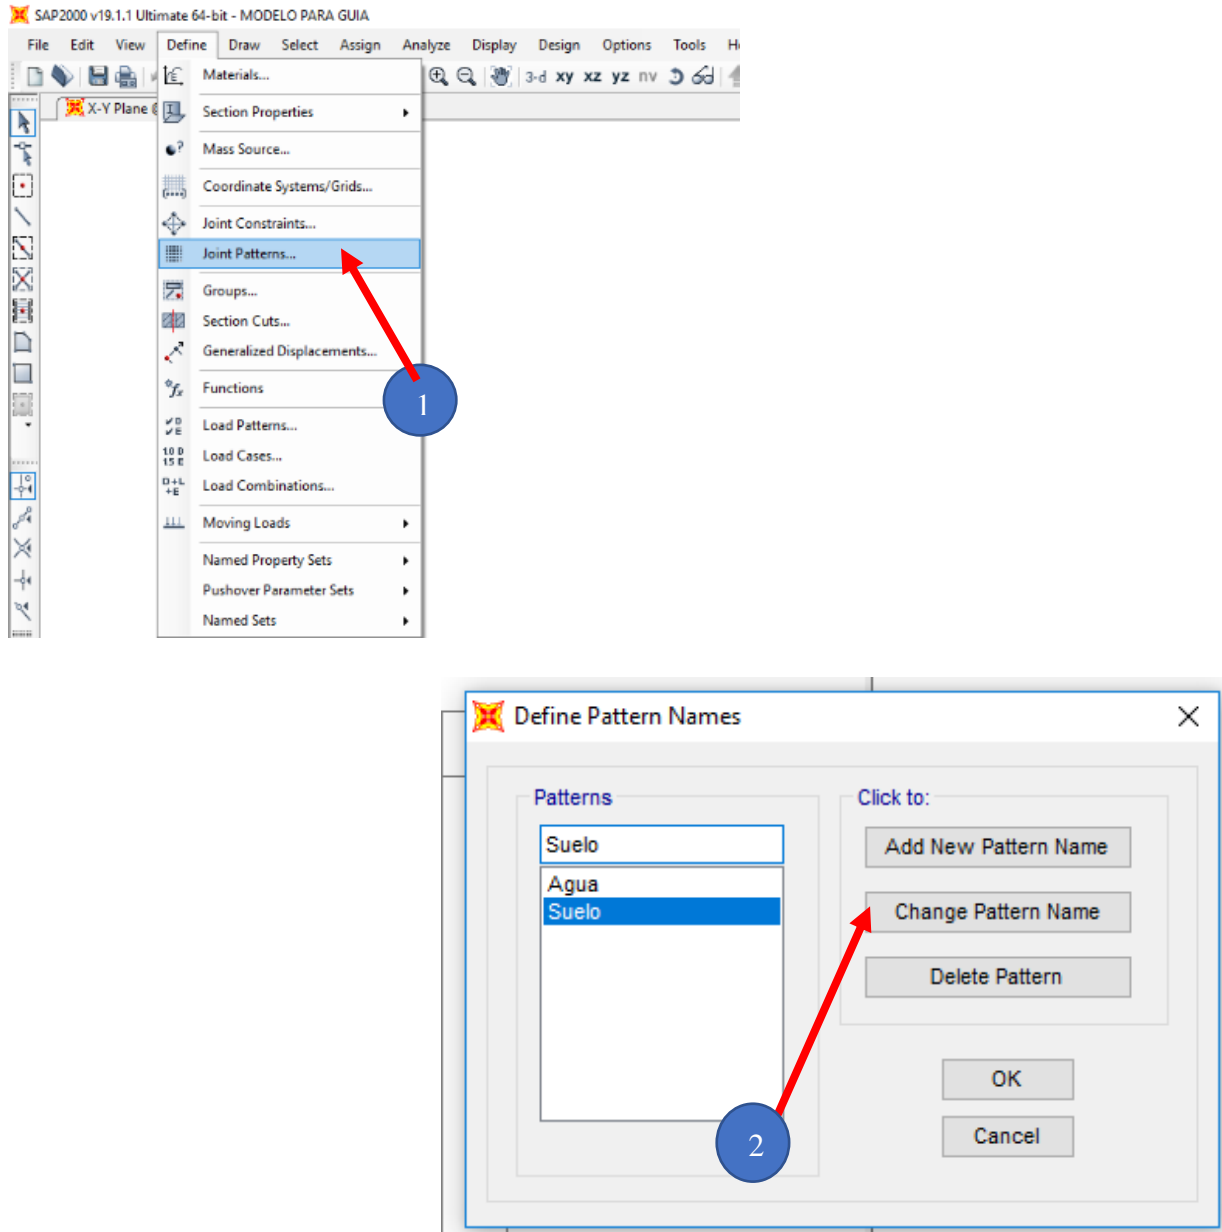 SAP2000 v19.1.1 Ultimate 64-bit - MODELO PARA GUIA
File Edit View Define Draw Select Assign Analyze Display Design Options Tools
3-d xy xz yz nv
X-Y Plane
Materials...
Section Properties
Mass Source...
Coordinate Systems/Grids...
Joint Constraints...
Joint Patterns...
Groups...
Section Cuts...
Generalized Displacements...
Functions
1
Load Patterns...
Load Cases...
Load Combinations...
Moving Loads
Named Property Sets
Pushover Parameter Sets
Named Sets
Define Pattern Names
Patterns
Suelo
Agua
Suelo
Click to:
Add New Pattern Name
Change Pattern Name
Delete Pattern
2
OK
Cancel